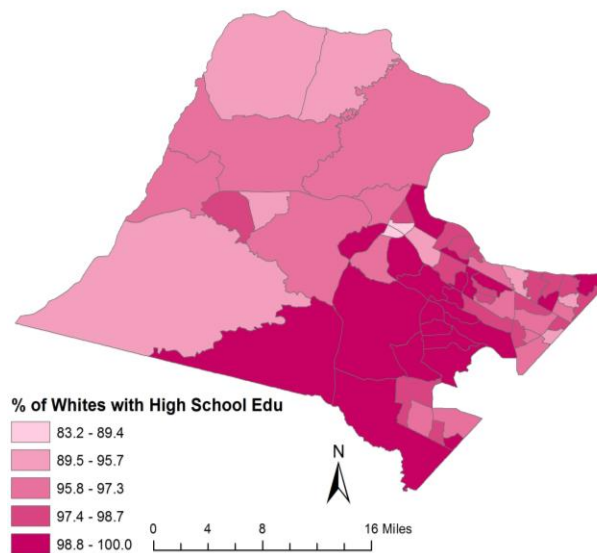 % of Whites with High School Edu
83.2 - 89.4
89.5 - 95.7
95.8 - 97.3
97.4 - 98.7
98.8 - 100.0
N
0 4 8 16 Miles